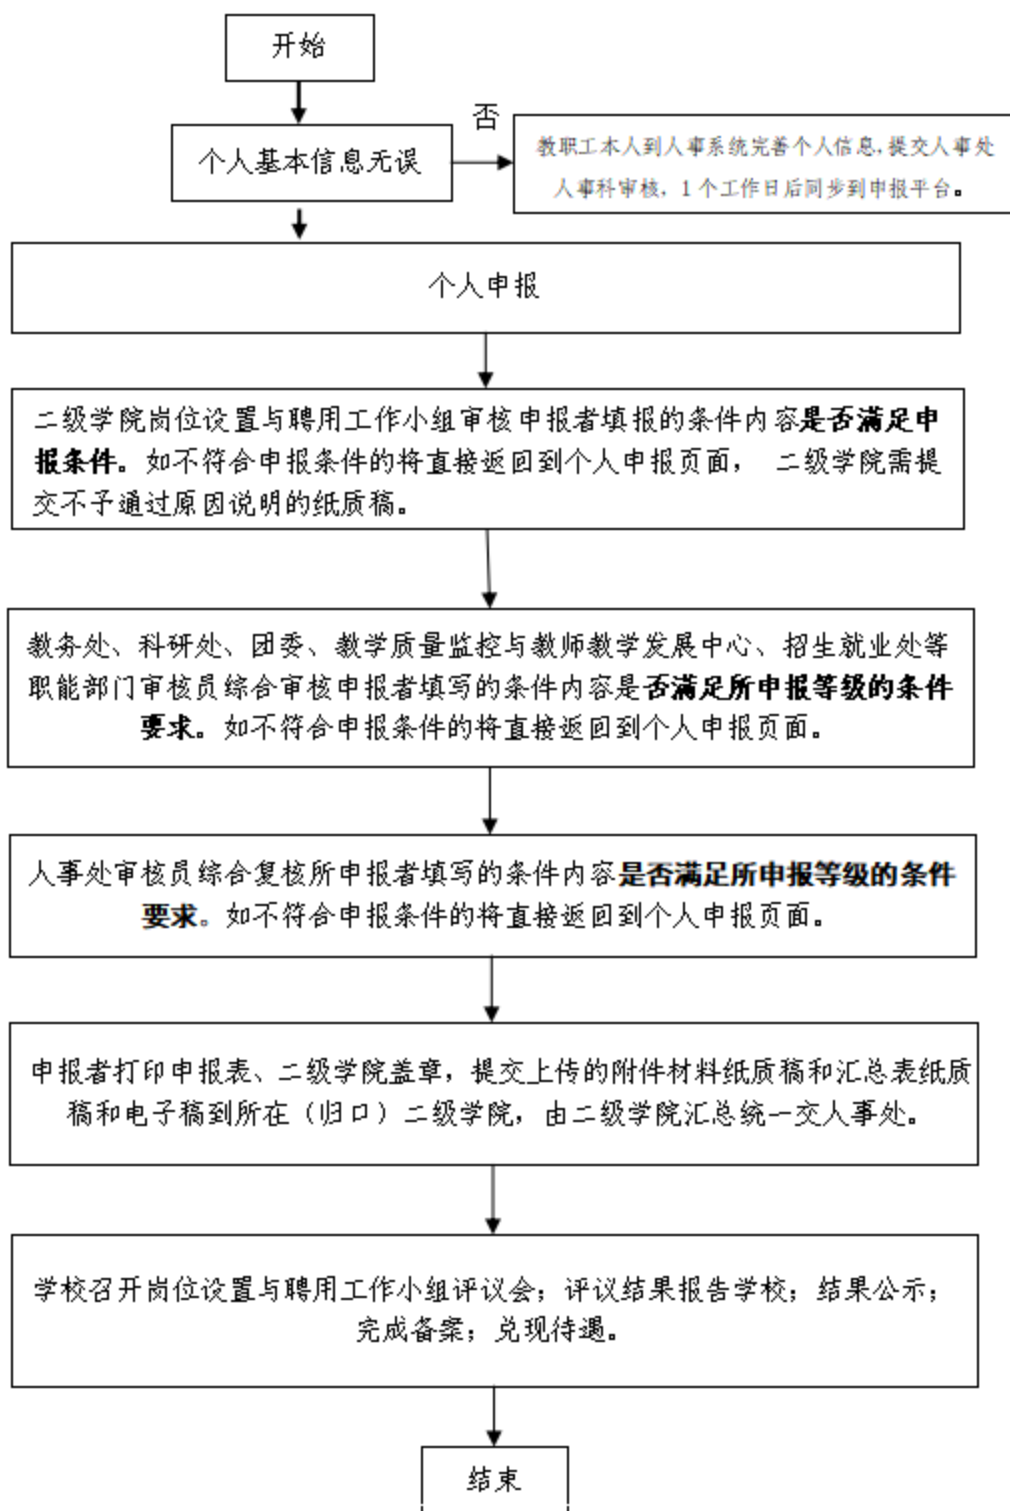 开始
否
个人基本信息无误
教职工本人到人事系统完善个人信息,提交人事处
人事科审核，1个工作日后同步到申报平台。
个人申报
二级学院岗位设置与聘用工作小组审核申报者填报的条件内容是否满足申
报条件。如不符合申报条件的将直接返回到个人申报页面， 二级学院需提
交不予通过原因说明的纸质稿。
教务处、科研处、团委、教学质量监控与教师教学发展中心、招生就业处等
职能部门审核员综合审核申报者填写的条件内容是否满足所申报等级的条件
要求。如不符合申报条件的将直接返回到个人申报页面。
人事处审核员综合复核所申报者填写的条件内容是否满足所申报等级的条件
要求。如不符合申报条件的将直接返回到个人申报页面。
申报者打印申报表、二级学院盖章，提交上传的附件材料纸质稿和汇总表纸质
稿和电子稿到所在（归口）二级学院，由二级学院汇总统一交人事处。
学校召开岗位设置与聘用工作小组评议会；评议结果报告学校；结果公示；
完成备案；兑现待遇。
结束